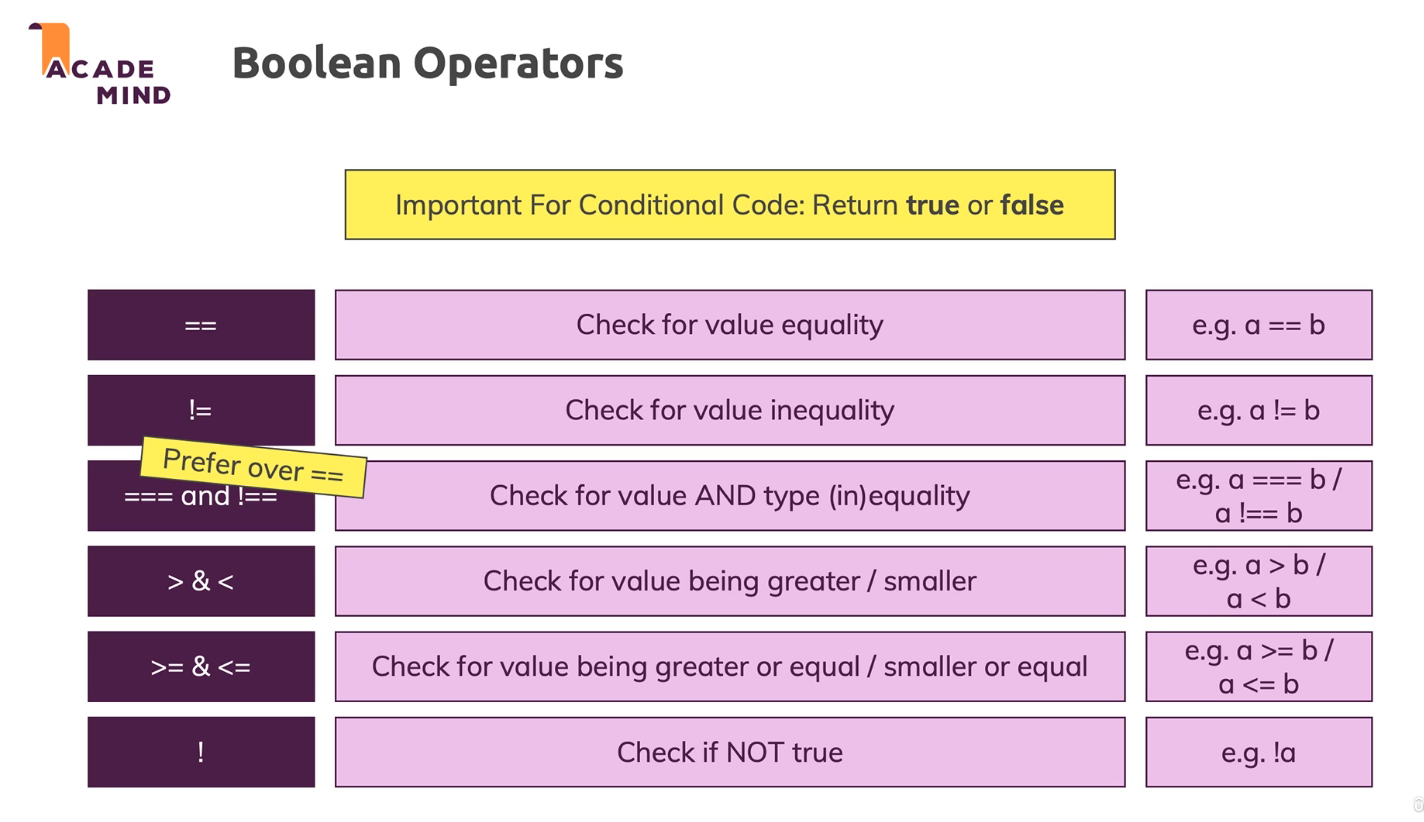 ACADE
MIND
Boolean Operators
Important For Conditional Code: Return true or false
==
Check for value equality
e.g. a == b
!=
Check for value inequality
e.g. a != b
Prefer over ==
=== and !==
Check for value AND type (in)equality
e.g. a === b /
a !== b
> & <
Check for value being greater / smaller
e.g. a > b /
a < b
>= & <=
Check for value being greater or equal / smaller or equal
e.g. a >= b /
a <= b
!
Check if NOT true
e.g. !a